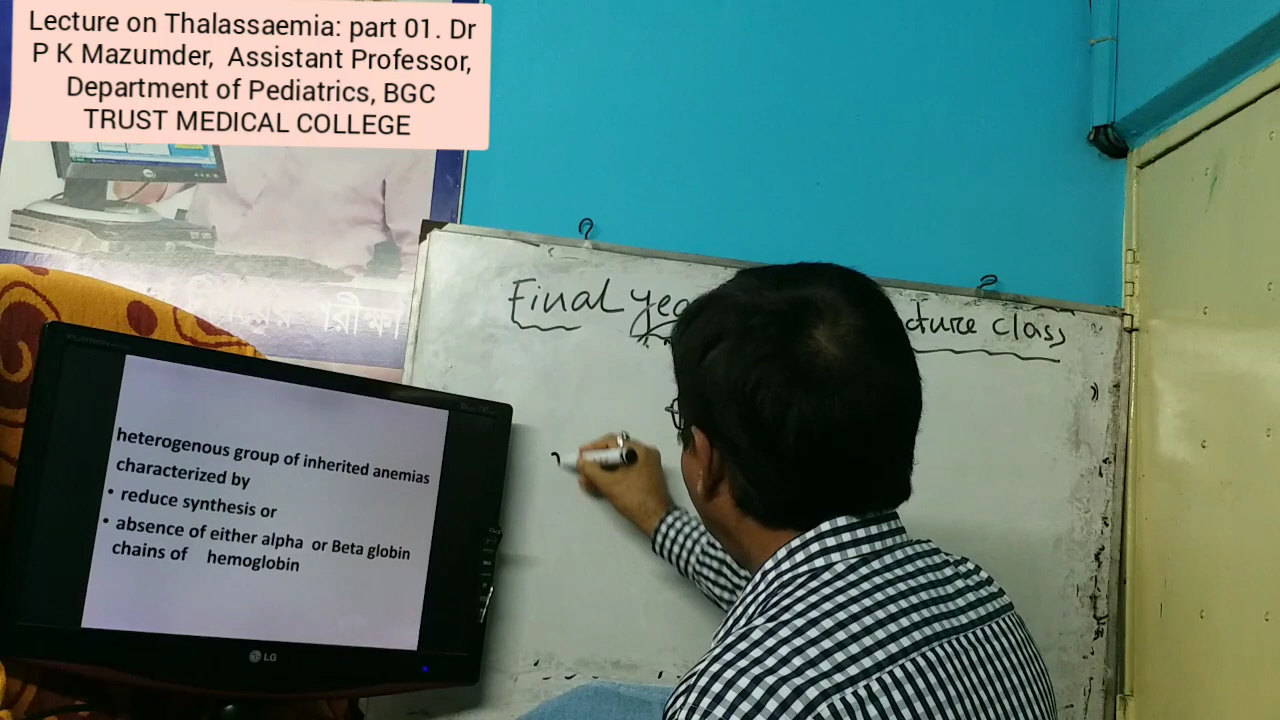 Lecture on Thalassaemia: part 01. Dr
P K Mazumder, Assistant Professor,
Department of Pediatrics, BGC
TRUST MEDICAL COLLEGE
Final
cture class
heterogenous group of inherited anemias
characterized by
• reduce synthesis or
• absence of either alpha or Beta globin
chains of hemoglobin
LG